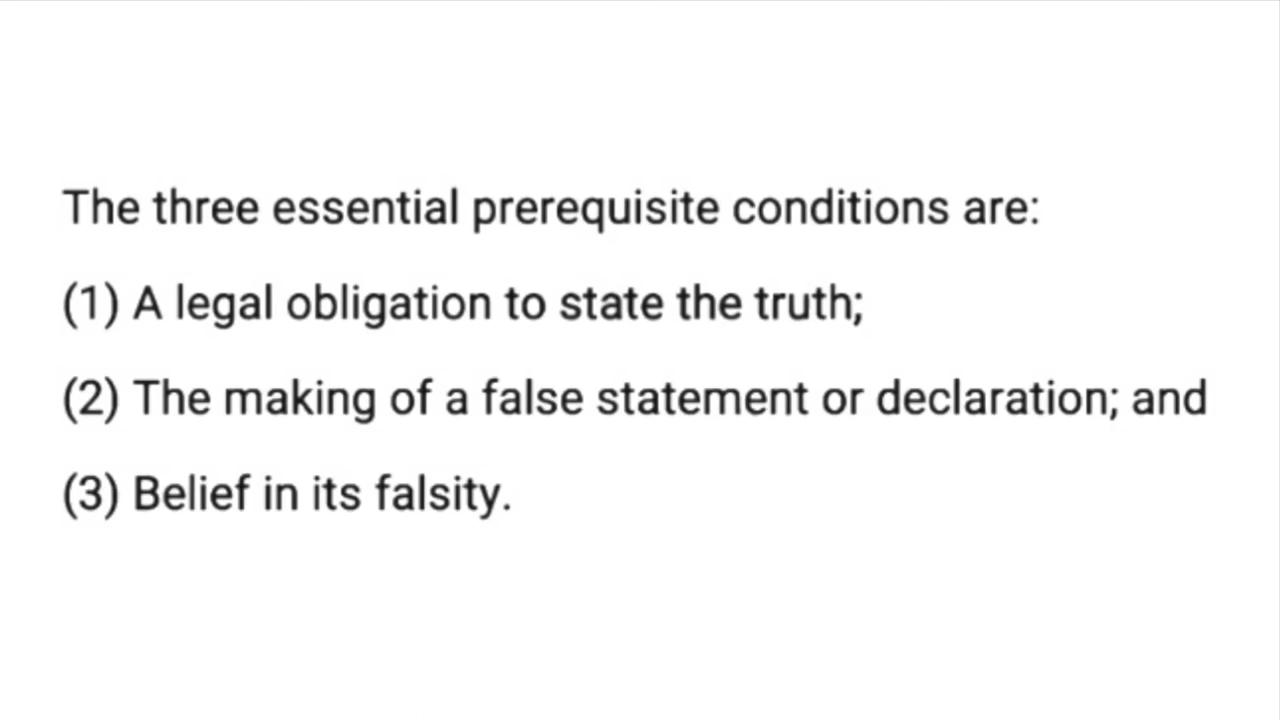 The three essential prerequisite conditions are:
(1) A legal obligation to state the truth;
(2) The making of a false statement or declaration; and
(3) Belief in its falsity.